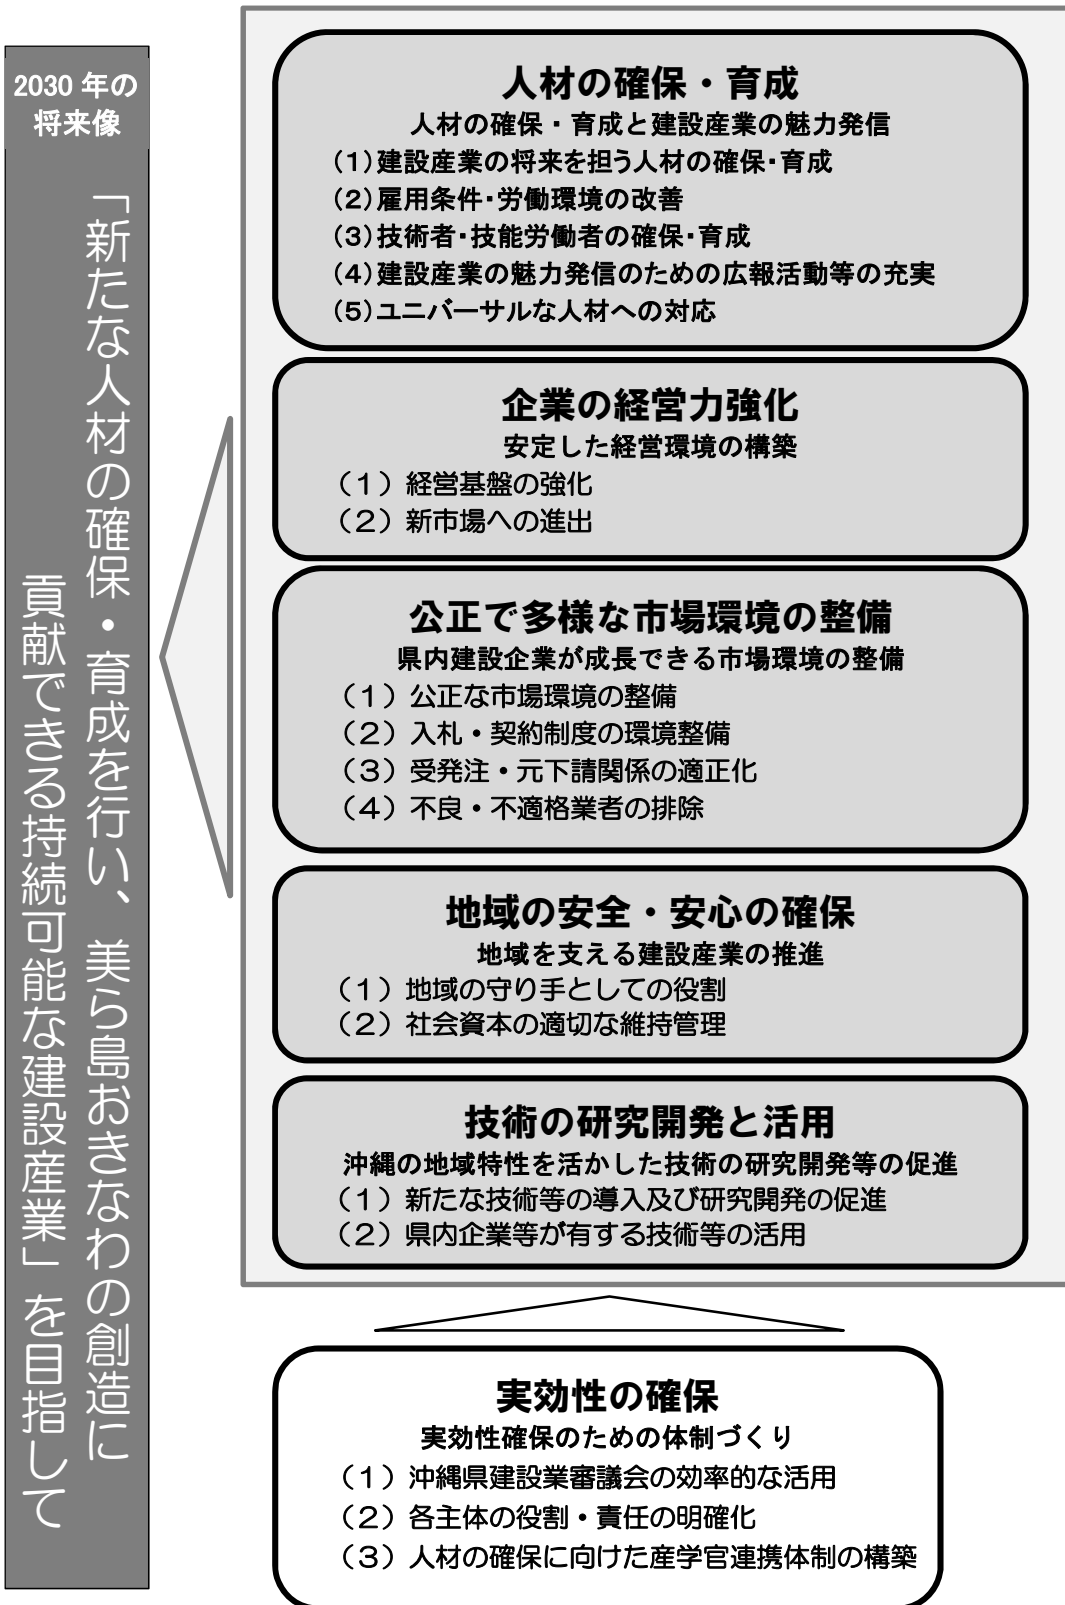 2030 年の
将来像
「新たな人材の確保・育成を行い、美ら島おきなわの創造に
貢献できる持続可能な建設産業」を目指して
人材の確保・育成
人材の確保・育成と建設産業の魅力発信
(1)建設産業の将来を担う人材の確保・育成
(2)雇用条件・労働環境の改善
(3)技術者・技能労働者の確保・育成
(4)建設産業の魅力発信のための広報活動等の充実
(5)ユニバーサルな人材への対応
企業の経営力強化
安定した経営環境の構築
（１）経営基盤の強化
（２）新市場への進出
公正で多様な市場環境の整備
県内建設企業が成長できる市場環境の整備
（１）公正な市場環境の整備
（２）入札・契約制度の環境整備
（３）受発注・元下請関係の適正化
（４）不良・不適格業者の排除
地域の安全・安心の確保
地域を支える建設産業の推進
（１）地域の守り手としての役割
（２）社会資本の適切な維持管理
技術の研究開発と活用
沖縄の地域特性を活かした技術の研究開発等の促進
（１）新たな技術等の導入及び研究開発の促進
（２）県内企業等が有する技術等の活用
実効性の確保
実効性確保のための体制づくり
（１）沖縄県建設業審議会の効率的な活用
（２）各主体の役割・責任の明確化
（３）人材の確保に向けた産学官連携体制の構築